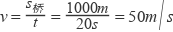 v = s桥/t = 1000m/20s = 50m/s